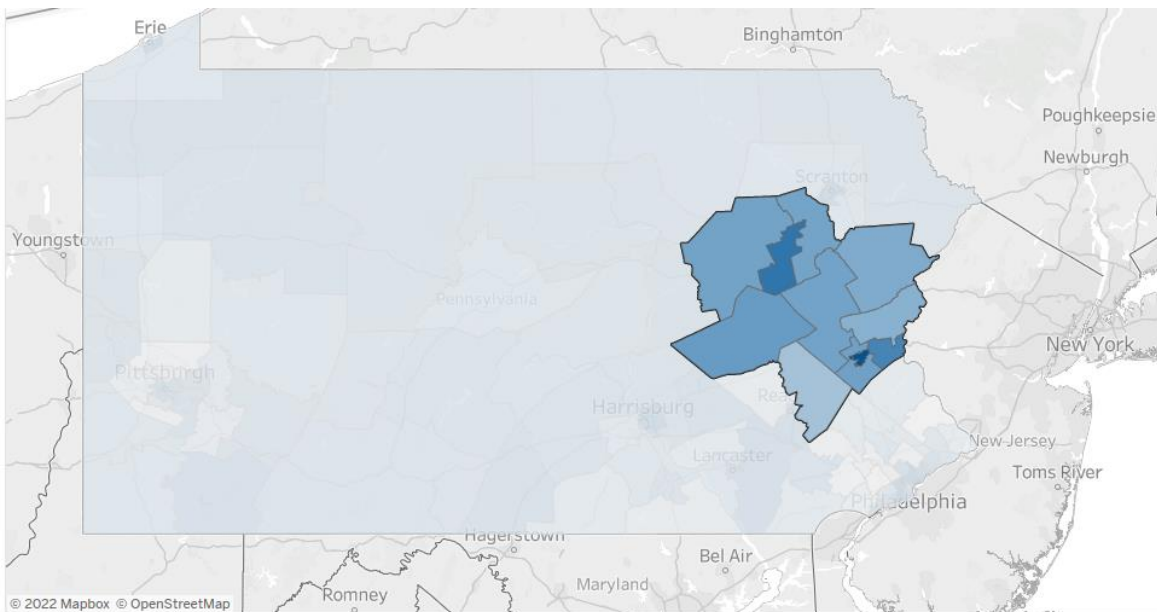 Erie
Binghamton
Poughkeepsie
Newburgh
Scranton
Youngstown
Pennsylvania
New York
Pittsburgh
Harrisburg
Rea
New Jersey
Lancaster
Toms River
Philadelphia
Hagerstown
Bel Air
Maryland
Romney
© 2022 Mapbox © OpenStreetMap